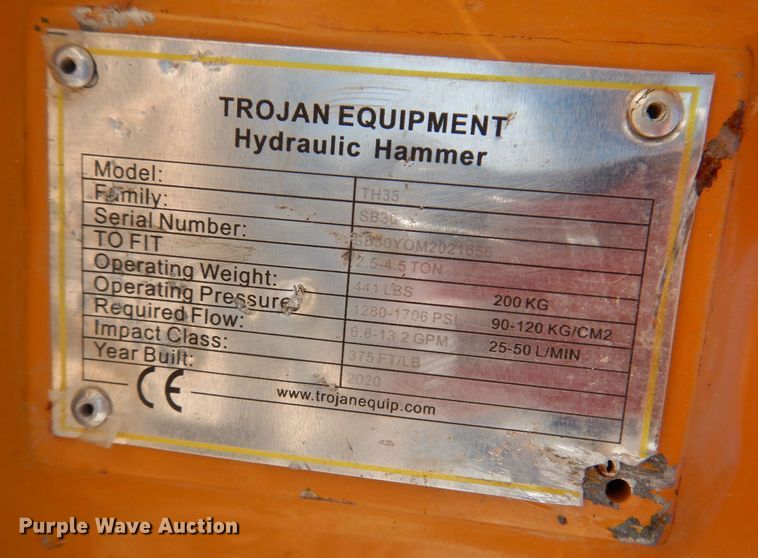 TROJAN EQUIPMENT
Hydraulic Hammer
Model: TH35
Family: SB30
Serial Number: SB30YOM2021656
TO FIT 2.5-4.5 TON
Operating Weight: 441 LBS 200 KG
Operating Pressure: 1280-1706 PSI 90-120 KG/CM2
Required Flow: 6.6-13.2 GPM 25-50 L/MIN
Impact Class: 375 FT/LB
Year Built: 2020
CE www.trojanequip.com
Purple Wave Auction